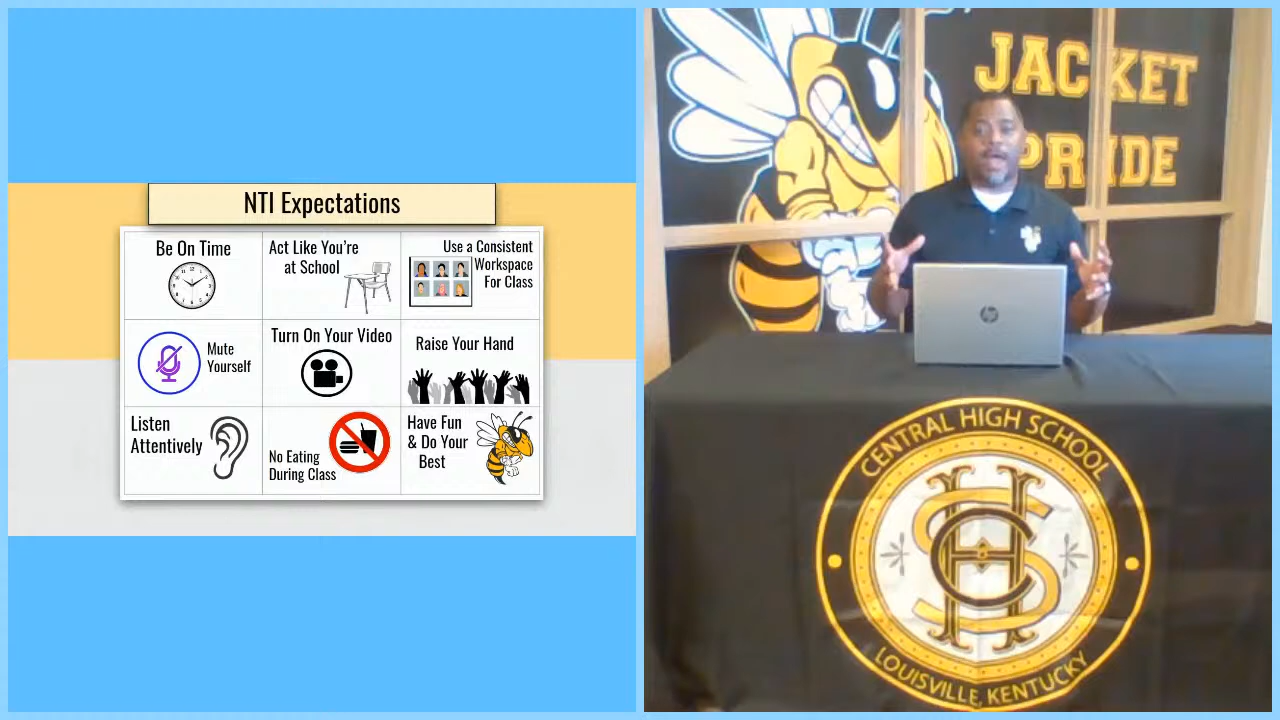 NTI Expectations
Be On Time
Act Like You're
at School
Use a Consistent
Workspace
For Class
Mute
Yourself
Turn On Your Video
Raise Your Hand
Listen
Attentively
No Eating
During Class
Have Fun
& Do Your
Best
JACKET
PRIDE
hp
CENTRAL HIGH SCHOOL
CHS
LOUISVILLE, KENTUCKY